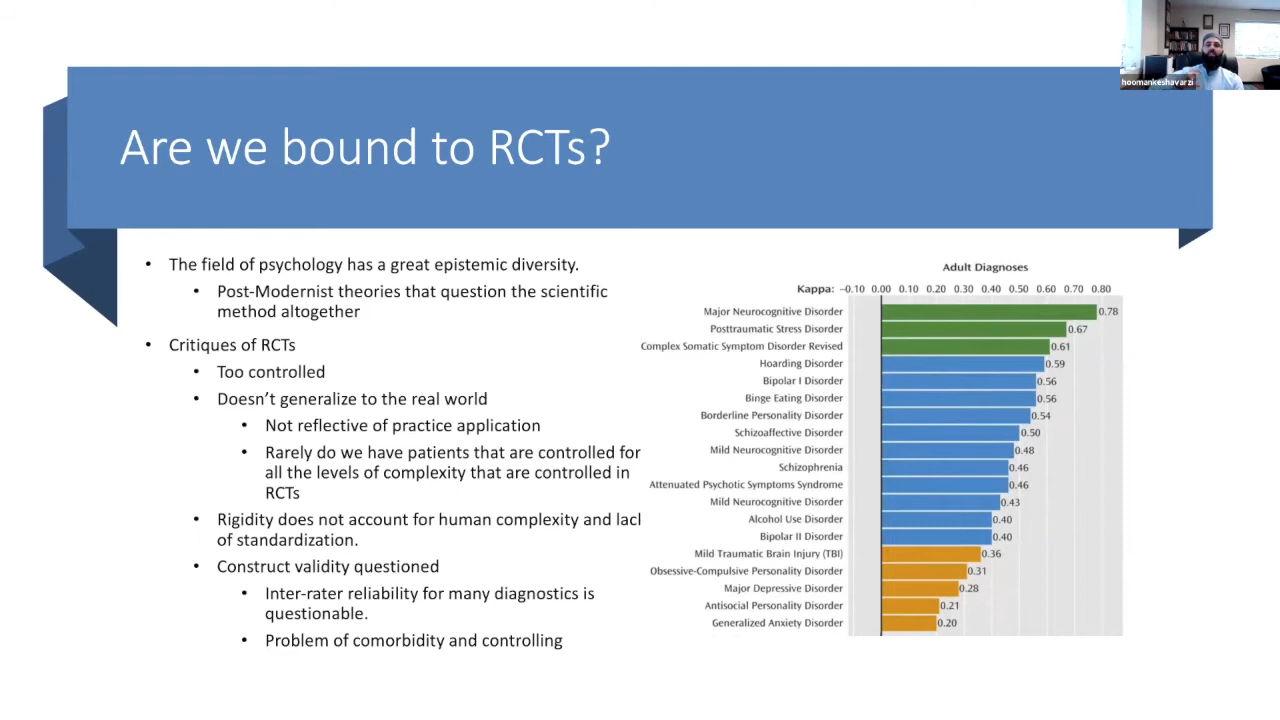 hoomankeshavarzi
Are we bound to RCTs?
• The field of psychology has a great epistemic diversity.
• Post-Modernist theories that question the scientific
method altogether
• Critiques of RCTs
• Too controlled
• Doesn't generalize to the real world
• Not reflective of practice application
• Rarely do we have patients that are controlled for
all the levels of complexity that are controlled in
RCTs
• Rigidity does not account for human complexity and lacl
of standardization.
• Construct validity questioned
• Inter-rater reliability for many diagnostics is
questionable.
• Problem of comorbidity and controlling
Adult Diagnoses
Kappa: −0.10 0.00 0.10 0.20 0.30 0.40 0.50 0.60 0.70 0.80
Major Neurocognitive Disorder 0.78
Posttraumatic Stress Disorder 0.67
Complex Somatic Symptom Disorder Revised 0.61
Hoarding Disorder 0.59
Bipolar I Disorder 0.56
Binge Eating Disorder 0.56
Borderline Personality Disorder 0.54
Schizoaffective Disorder 0.50
Mild Neurocognitive Disorder 0.48
Schizophrenia 0.46
Attenuated Psychotic Symptoms Syndrome 0.46
Mild Neurocognitive Disorder 0.43
Alcohol Use Disorder 0.40
Bipolar II Disorder 0.40
Mild Traumatic Brain Injury (TBI) 0.36
Obsessive-Compulsive Personality Disorder 0.31
Major Depressive Disorder 0.28
Antisocial Personality Disorder 0.21
Generalized Anxiety Disorder 0.20